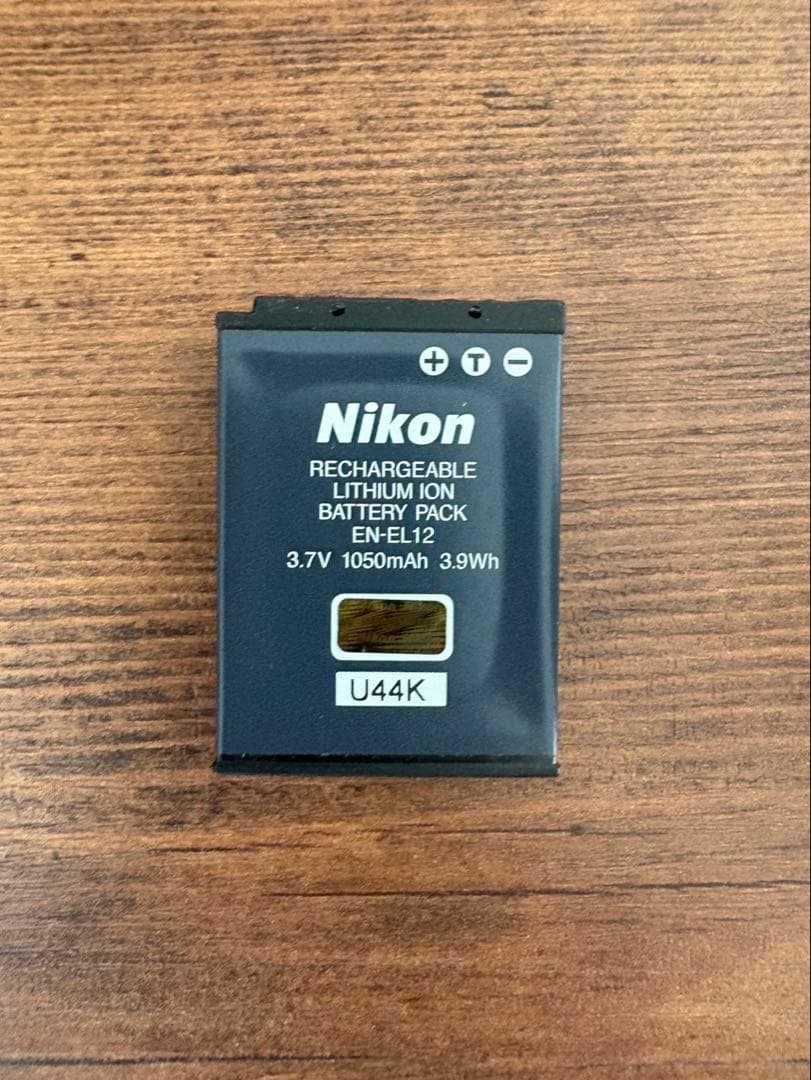 + T −
Nikon
RECHARGEABLE
LITHIUM ION
BATTERY PACK
EN-EL12
3.7V 1050mAh 3.9Wh
U44K